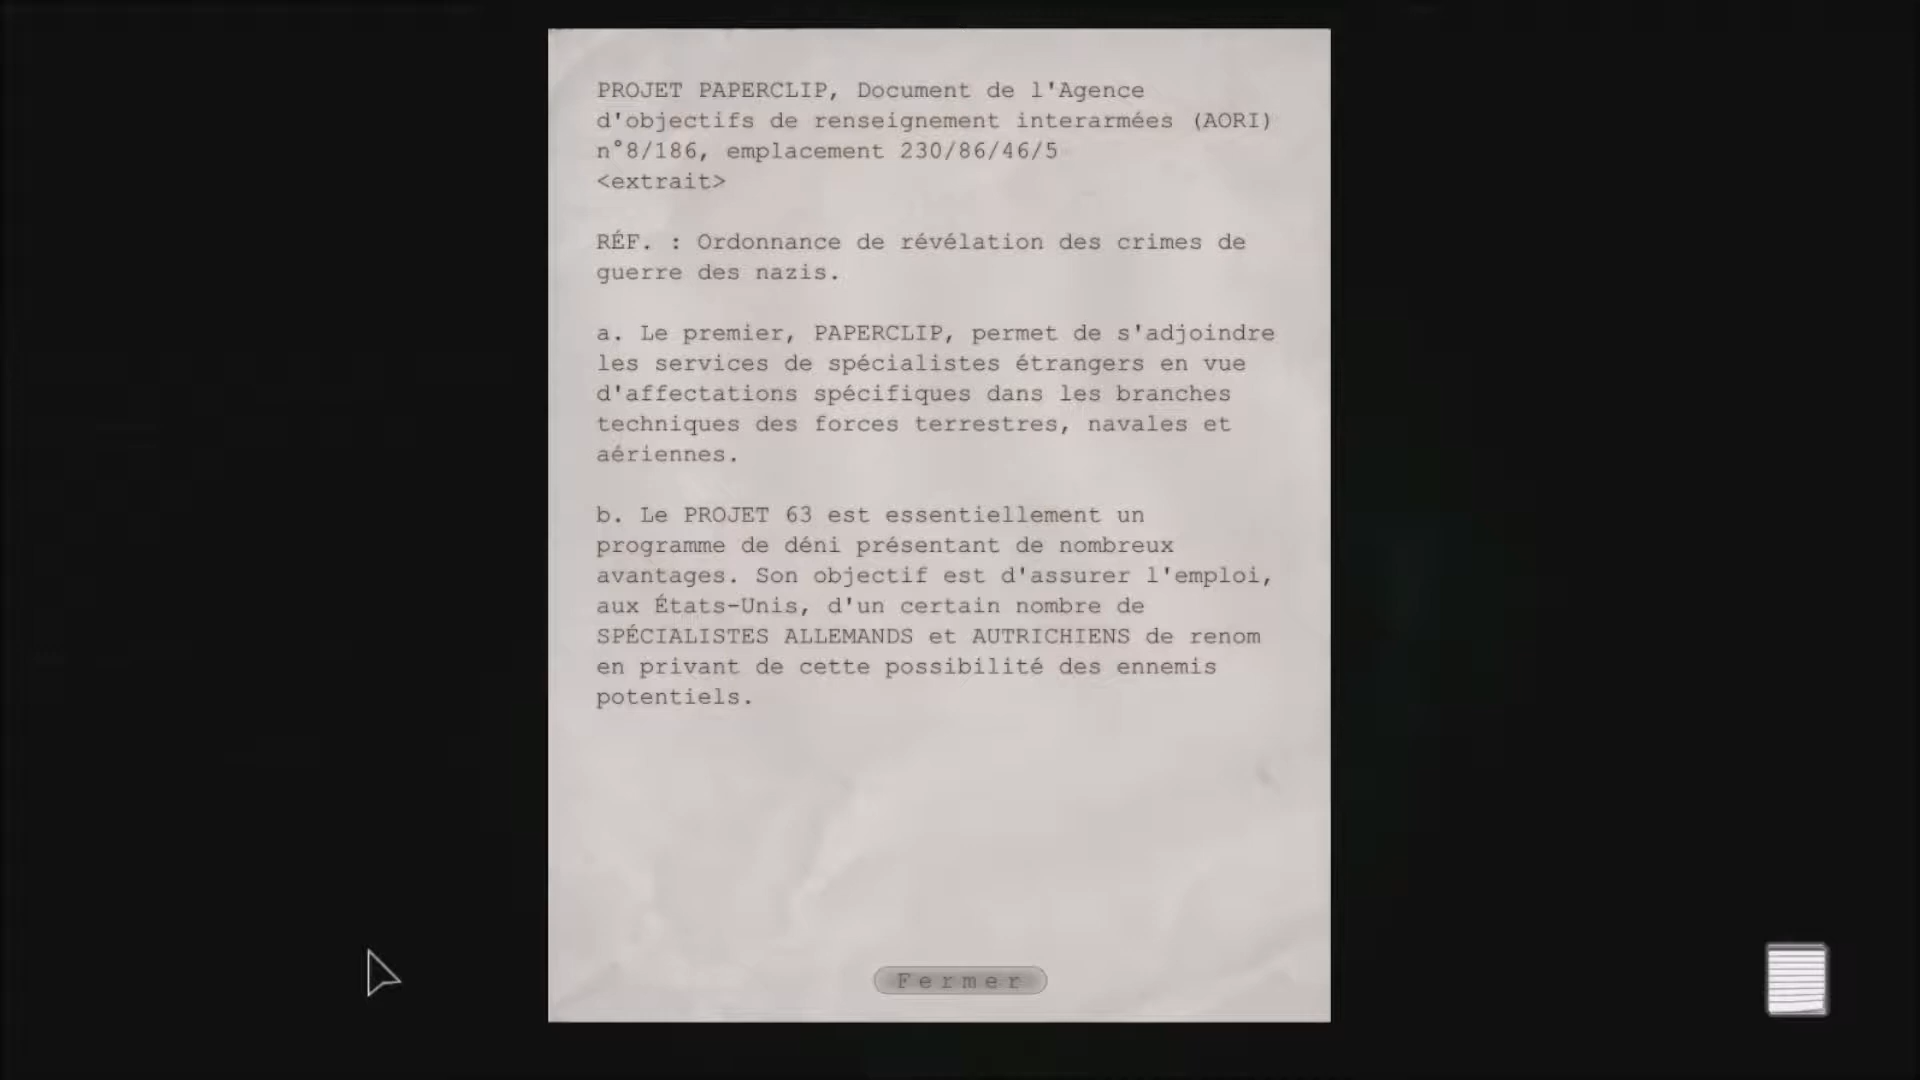 PROJET PAPERCLIP, Document de l'Agence
d'objectifs de renseignement interarmées (AORI)
n°8/186, emplacement 230/86/46/5
<extrait>
RÉF. : Ordonnance de révélation des crimes de
guerre des nazis.
a. Le premier, PAPERCLIP, permet de s'adjoindre
les services de spécialistes étrangers en vue
d'affectations spécifiques dans les branches
techniques des forces terrestres, navales et
aériennes.
b. Le PROJET 63 est essentiellement un
programme de déni présentant de nombreux
avantages. Son objectif est d'assurer l'emploi,
aux États-Unis, d'un certain nombre de
SPÉCIALISTES ALLEMANDS et AUTRICHIENS de renom
en privant de cette possibilité des ennemis
potentiels.
Fermer